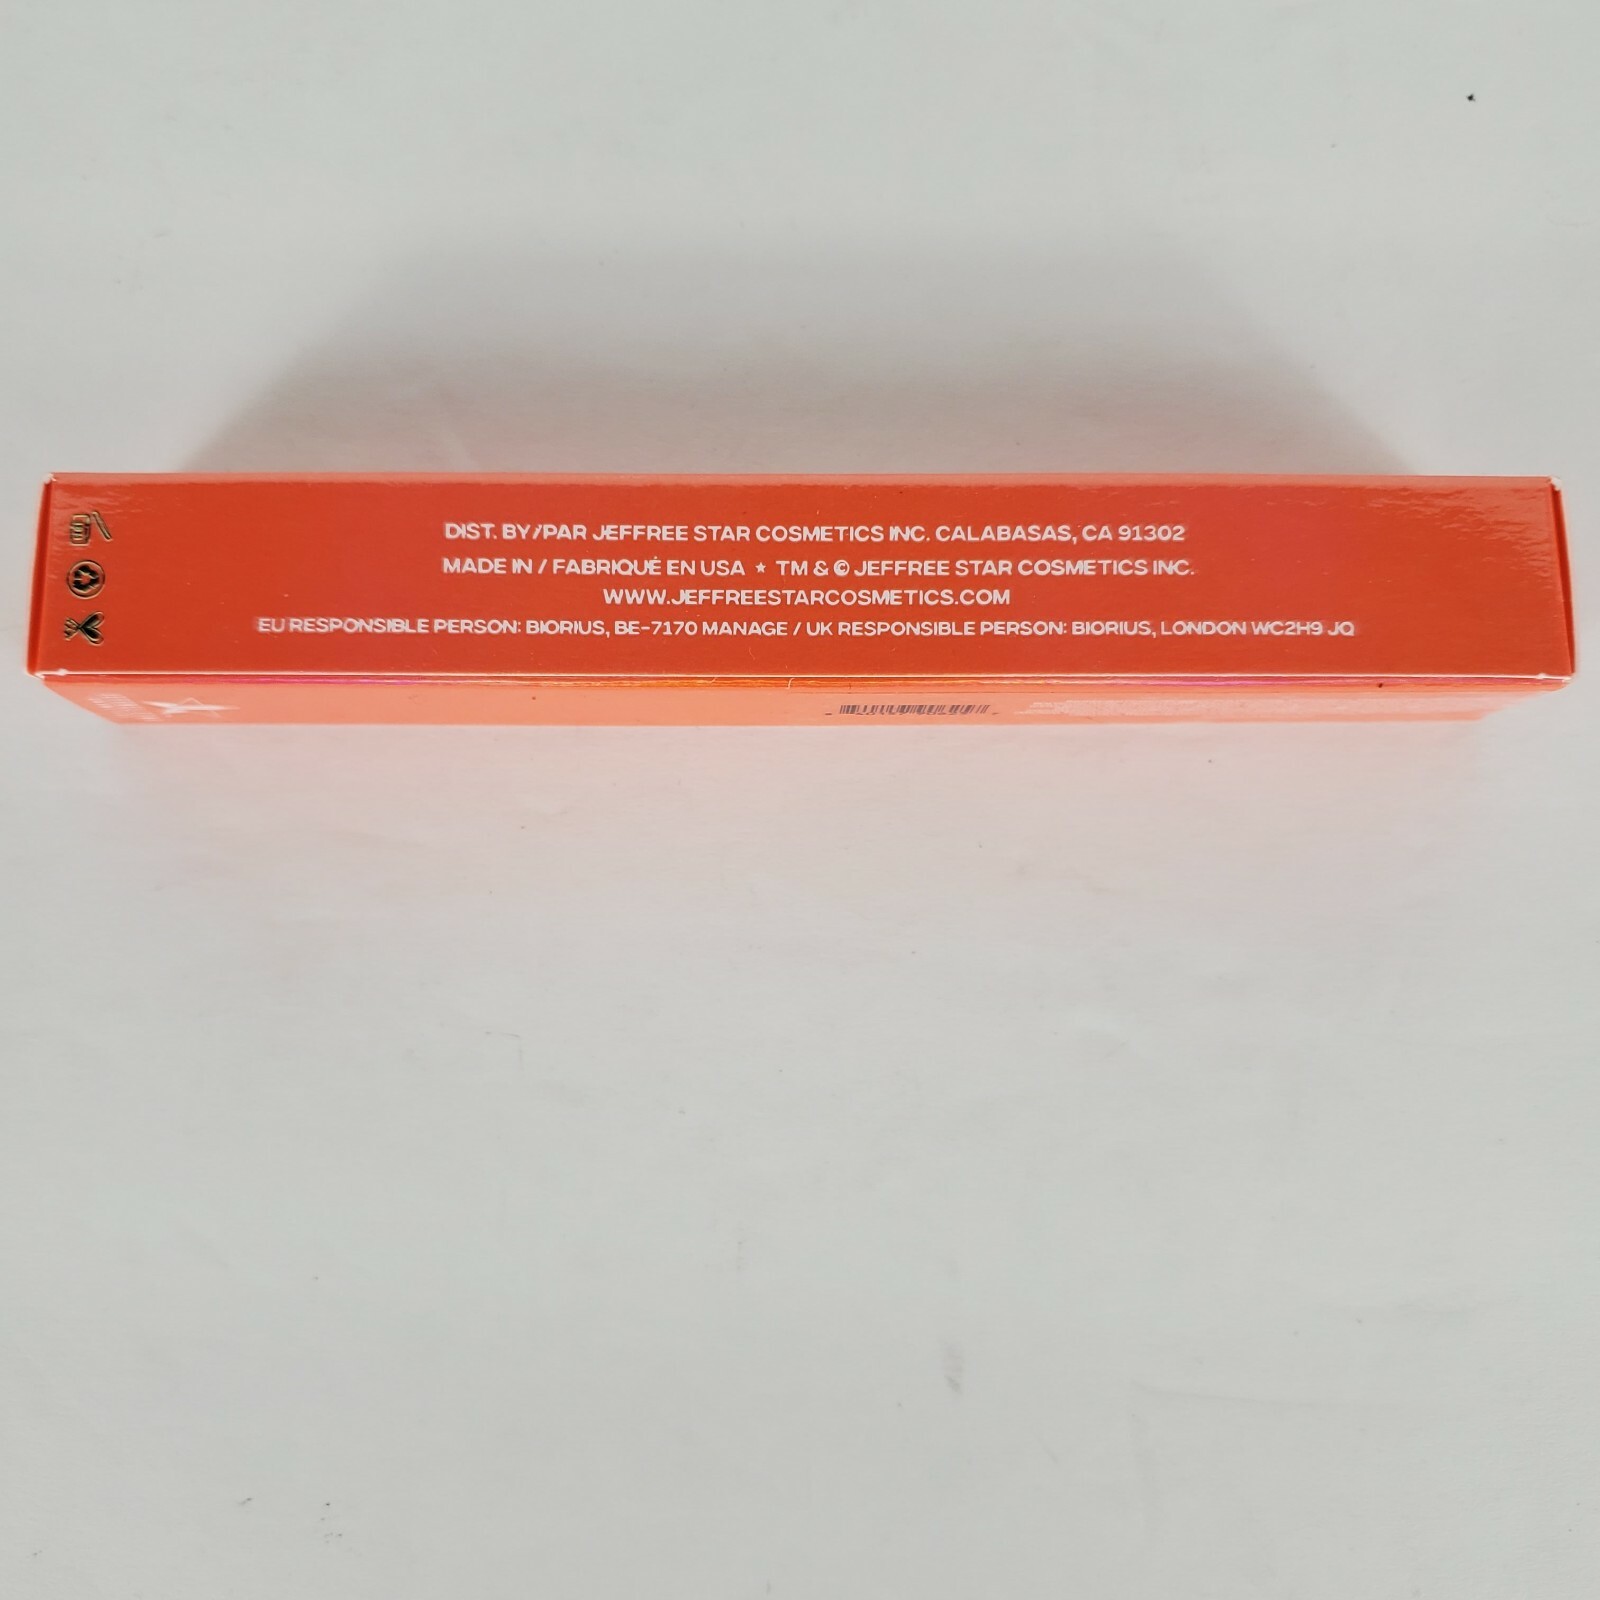 DIST. BY/PAR JEFFREE STAR COSMETICS INC. CALABASAS, CA 91302
MADE IN / FABRIQUÉ EN USA ★ TM & © JEFFREE STAR COSMETICS INC.
WWW.JEFFREESTARCOSMETICS.COM
EU RESPONSIBLE PERSON: BIORIUS, BE-7170 MANAGE / UK RESPONSIBLE PERSON: BIORIUS, LONDON WC2H9 JQ